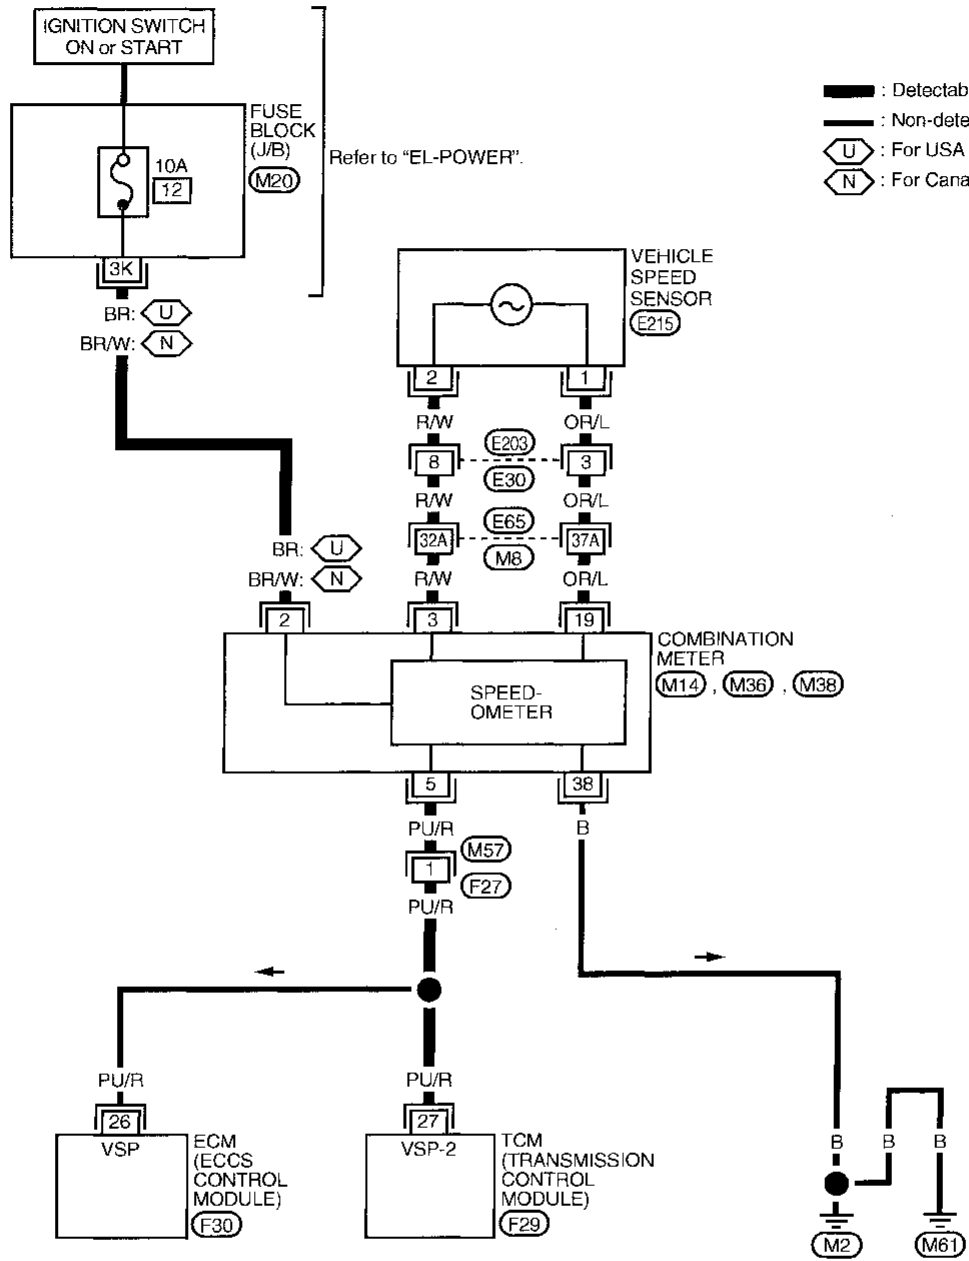 IGNITION SWITCH
ON or START
FUSE
BLOCK
(J/B)
M20
10A
12
Refer to "EL-POWER".
: Detectab
: Non-dete
U : For USA
N : For Cana
3K
BR: U
BR/W: N
VEHICLE
SPEED
SENSOR
E215
2 1
R/W OR/L
E203
8 3
E30
R/W OR/L
E65
32A 37A
M8
BR: U
BR/W: N
R/W OR/L
2 3 19
COMBINATION
METER
M14 , M36 , M38
SPEED-
OMETER
5 38
PU/R B
M57
1
F27
PU/R
PU/R PU/R
26 27
VSP
ECM
(ECCS
CONTROL
MODULE)
F30
VSP-2
TCM
(TRANSMISSION
CONTROL
MODULE)
F29
B B B
M2 M61